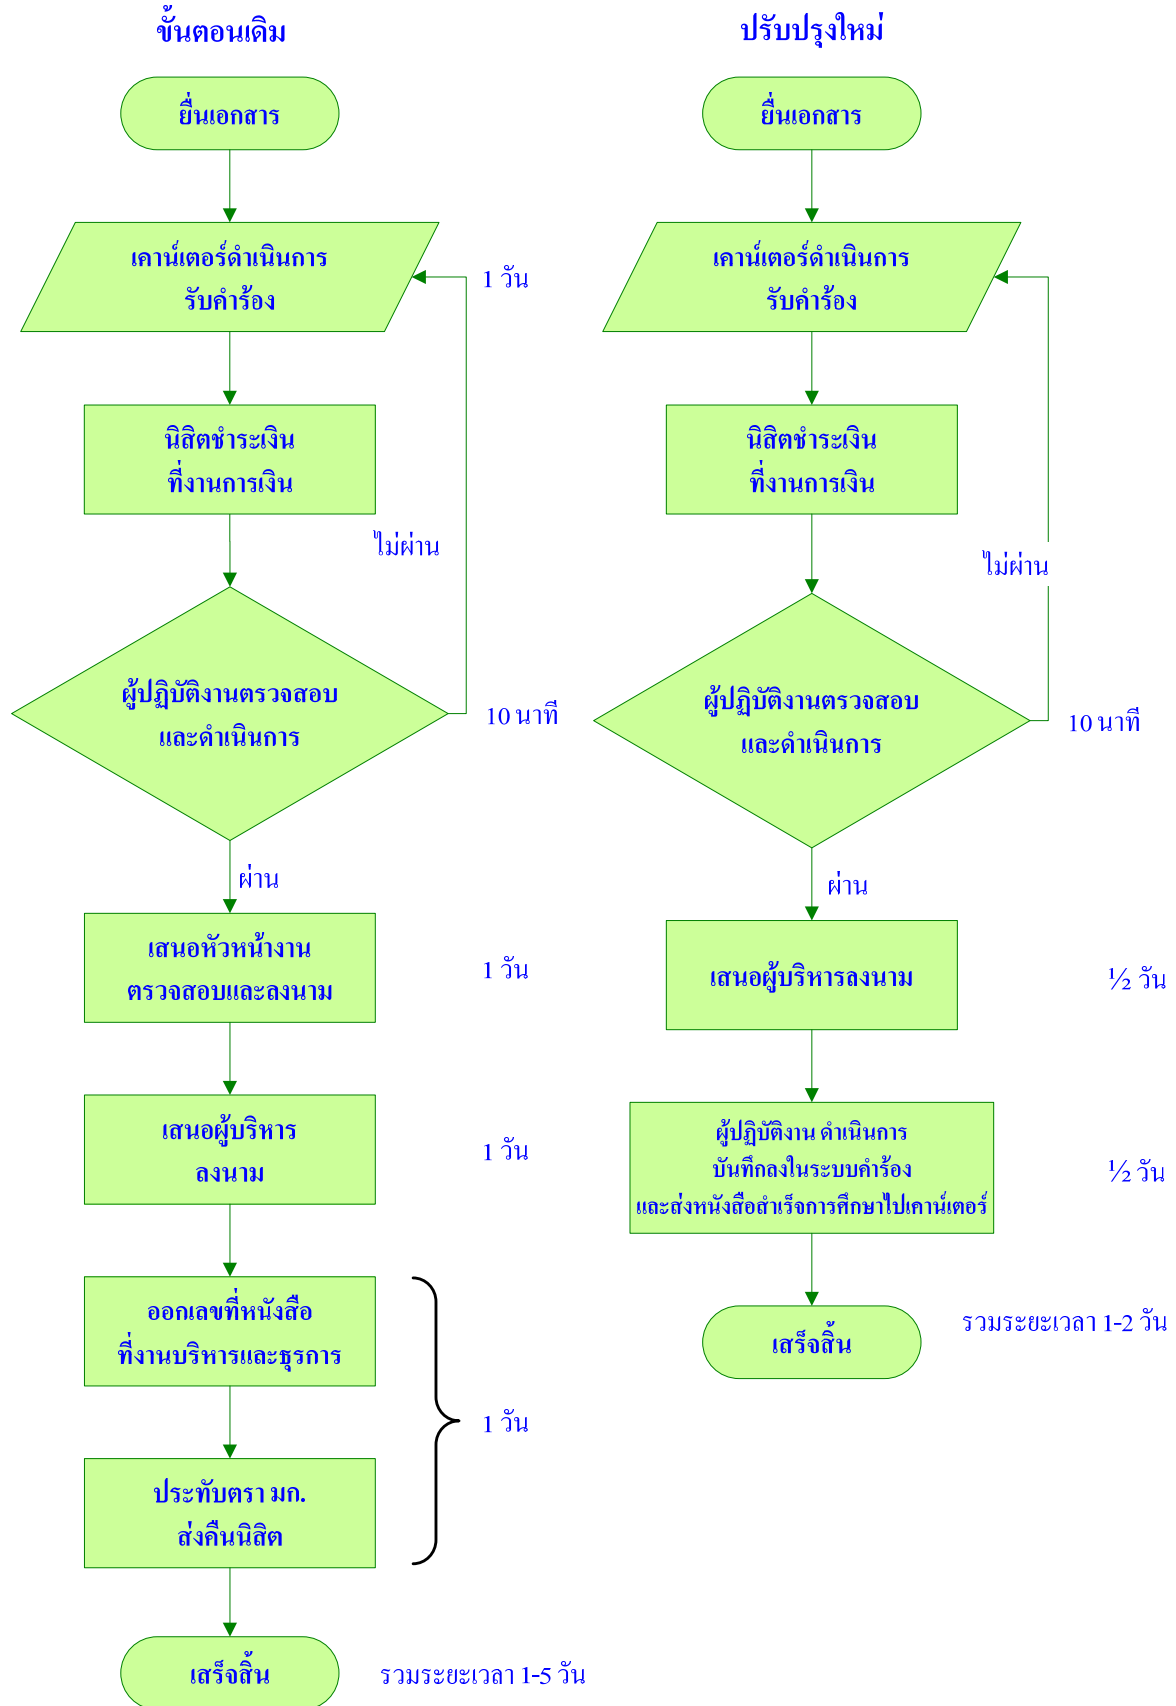 ขั้นตอนเดิม
ยื่นเอกสาร
เคาน์เตอร์ดำเนินการ
รับคำร้อง
1 วัน
นิสิตชำระเงิน
ที่งานการเงิน
ไม่ผ่าน
ผู้ปฏิบัติงานตรวจสอบ
และดำเนินการ
10 นาที
ผ่าน
เสนอหัวหน้างาน
ตรวจสอบและลงนาม
1 วัน
เสนอผู้บริหาร
ลงนาม
1 วัน
ออกเลขที่หนังสือ
ที่งานบริหารและธุรการ
1 วัน
ประทับตรา มก.
ส่งคืนนิสิต
เสร็จสิ้น
รวมระยะเวลา 1-5 วัน
ปรับปรุงใหม่
ยื่นเอกสาร
เคาน์เตอร์ดำเนินการ
รับคำร้อง
นิสิตชำระเงิน
ที่งานการเงิน
ไม่ผ่าน
ผู้ปฏิบัติงานตรวจสอบ
และดำเนินการ
10 นาที
ผ่าน
เสนอผู้บริหารลงนาม
½ วัน
ผู้ปฏิบัติงาน ดำเนินการ
บันทึกลงในระบบคำร้อง
และส่งหนังสือสำเร็จการศึกษาไปเคาน์เตอร์
½ วัน
เสร็จสิ้น
รวมระยะเวลา 1-2 วัน